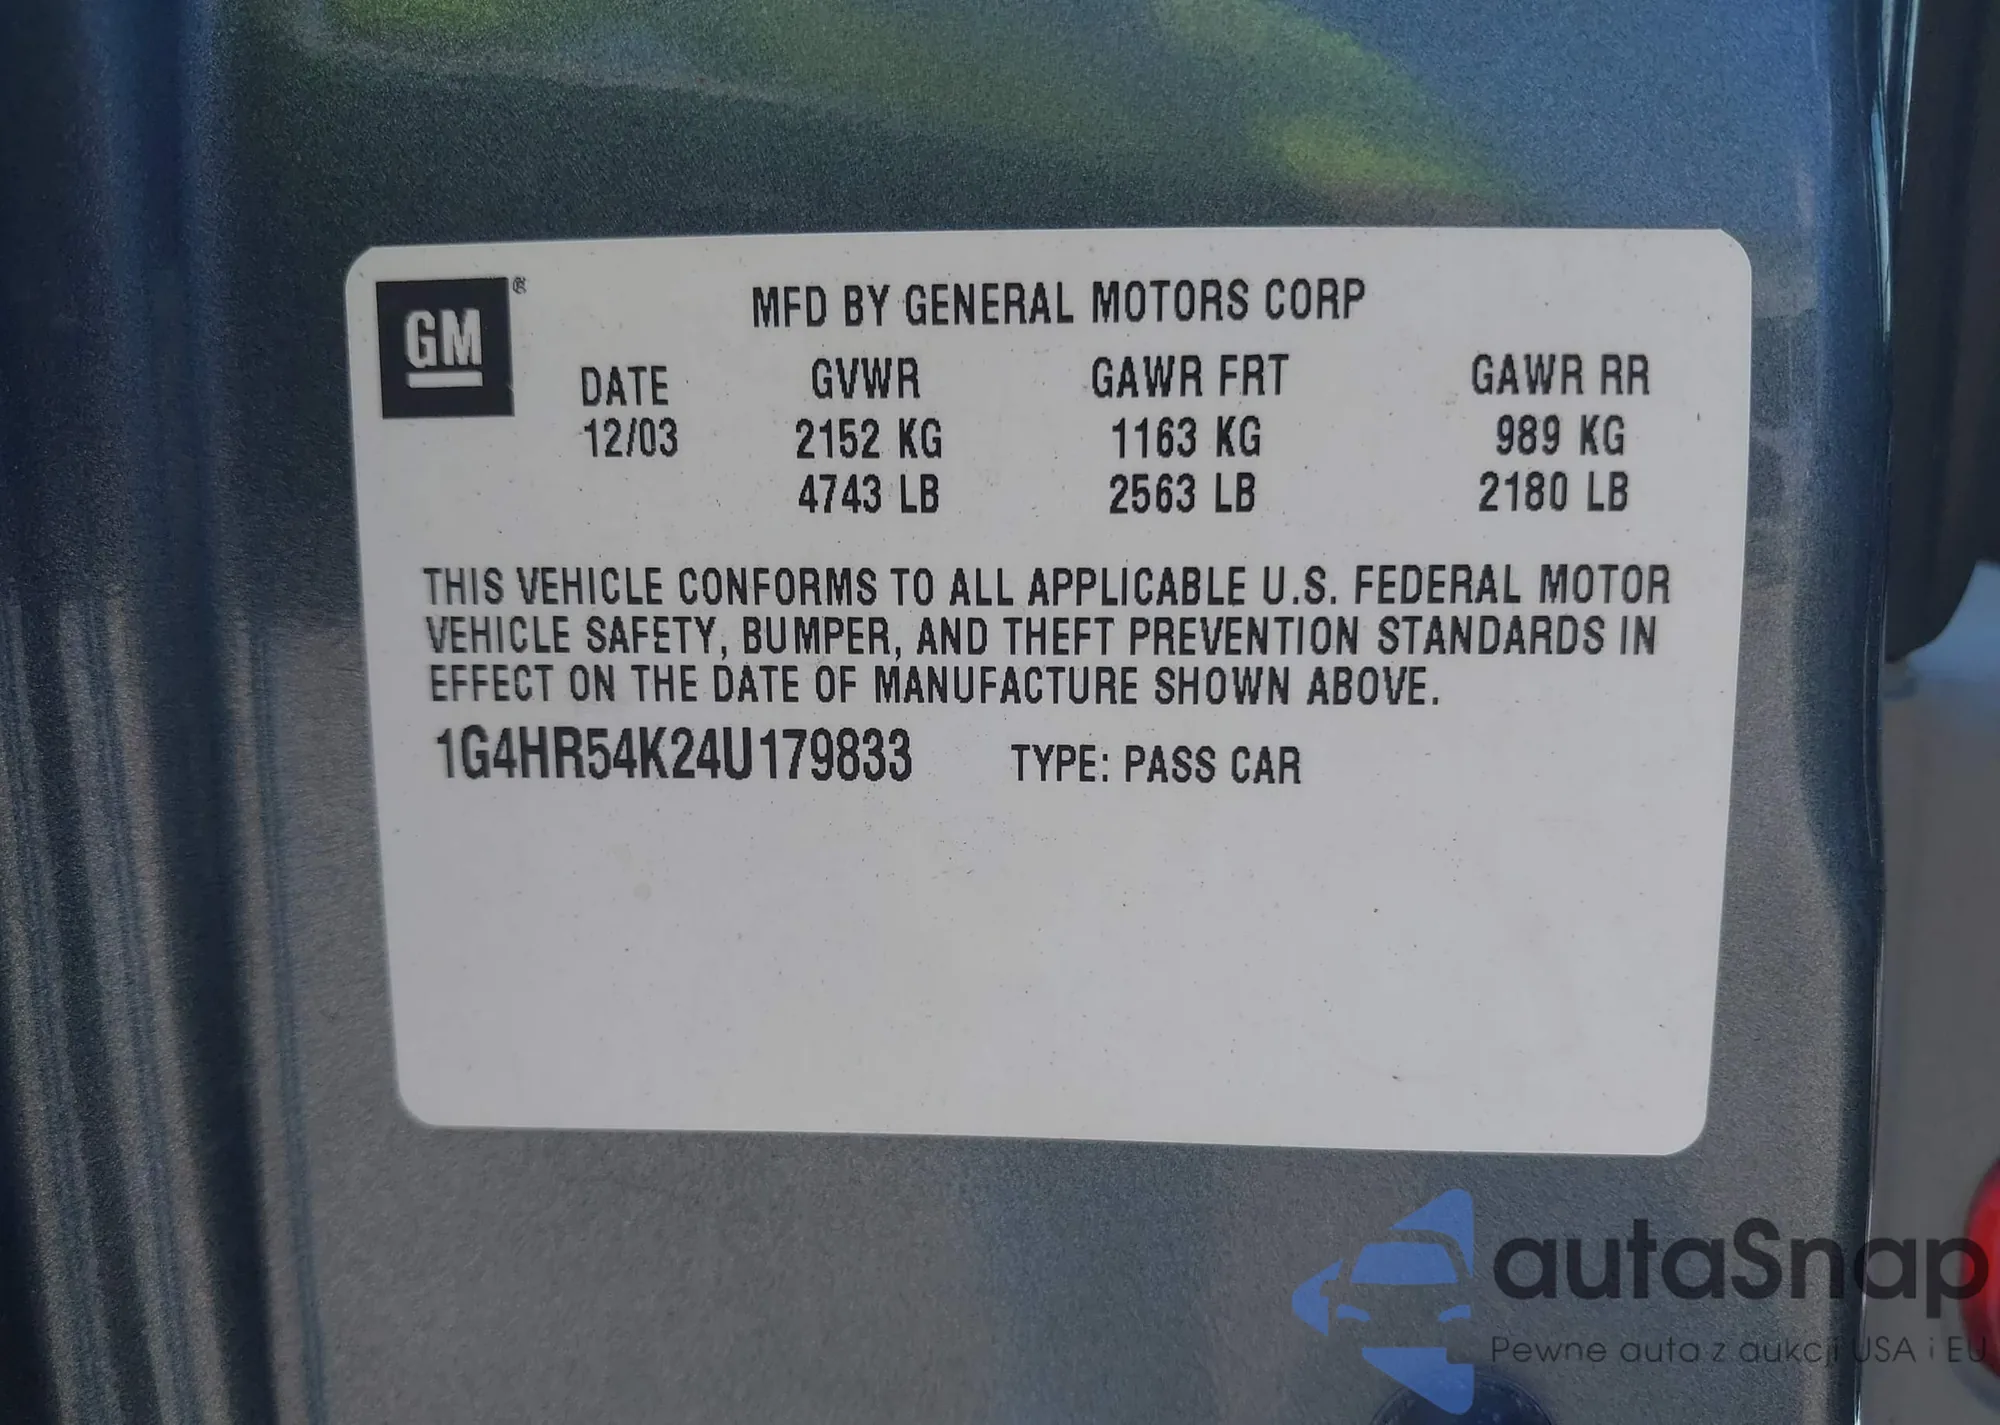 GM ®
MFD BY GENERAL MOTORS CORP
DATE GVWR GAWR FRT GAWR RR
12/03 2152 KG 1163 KG 989 KG
4743 LB 2563 LB 2180 LB
THIS VEHICLE CONFORMS TO ALL APPLICABLE U.S. FEDERAL MOTOR
VEHICLE SAFETY, BUMPER, AND THEFT PREVENTION STANDARDS IN
EFFECT ON THE DATE OF MANUFACTURE SHOWN ABOVE.
1G4HR54K24U179833 TYPE: PASS CAR
autaSnap
Pewne auta z aukcji USA i EU